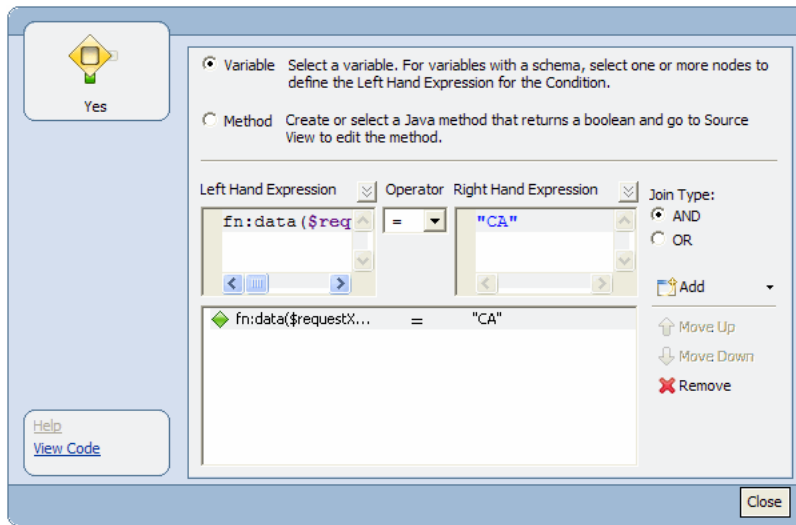 Yes
Variable Select a variable. For variables with a schema, select one or more nodes to
define the Left Hand Expression for the Condition.
Method Create or select a Java method that returns a boolean and go to Source
View to edit the method.
Left Hand Expression Operator Right Hand Expression Join Type:
fn:data($req = "CA" AND
OR
Add
fn:data($requestX... = "CA"
Move Up
Move Down
Remove
Help
View Code
Close